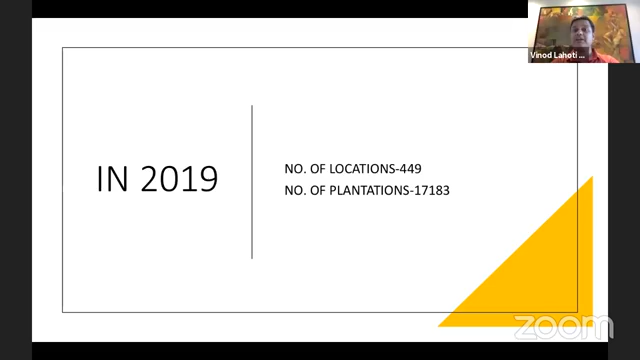 Vinod Lahoti ...
IN 2019
NO. OF LOCATIONS-449
NO. OF PLANTATIONS-17183
zoom